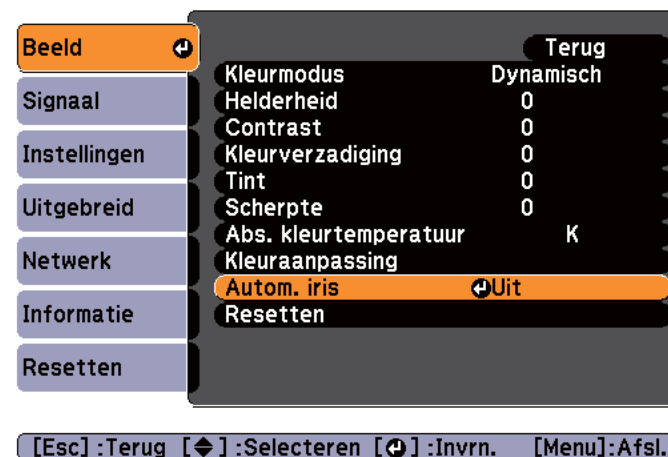 Beeld
Signaal
Instellingen
Uitgebreid
Netwerk
Informatie
Resetten
Terug
Kleurmodus Dynamisch
Helderheid 0
Contrast 0
Kleurverzadiging 0
Tint 0
Scherpte 0
Abs. kleurtemperatuur K
Kleuraanpassing
Autom. iris Uit
Resetten
[Esc] :Terug [ ] :Selecteren [ ] :Invrn. [Menu]:Afsl.